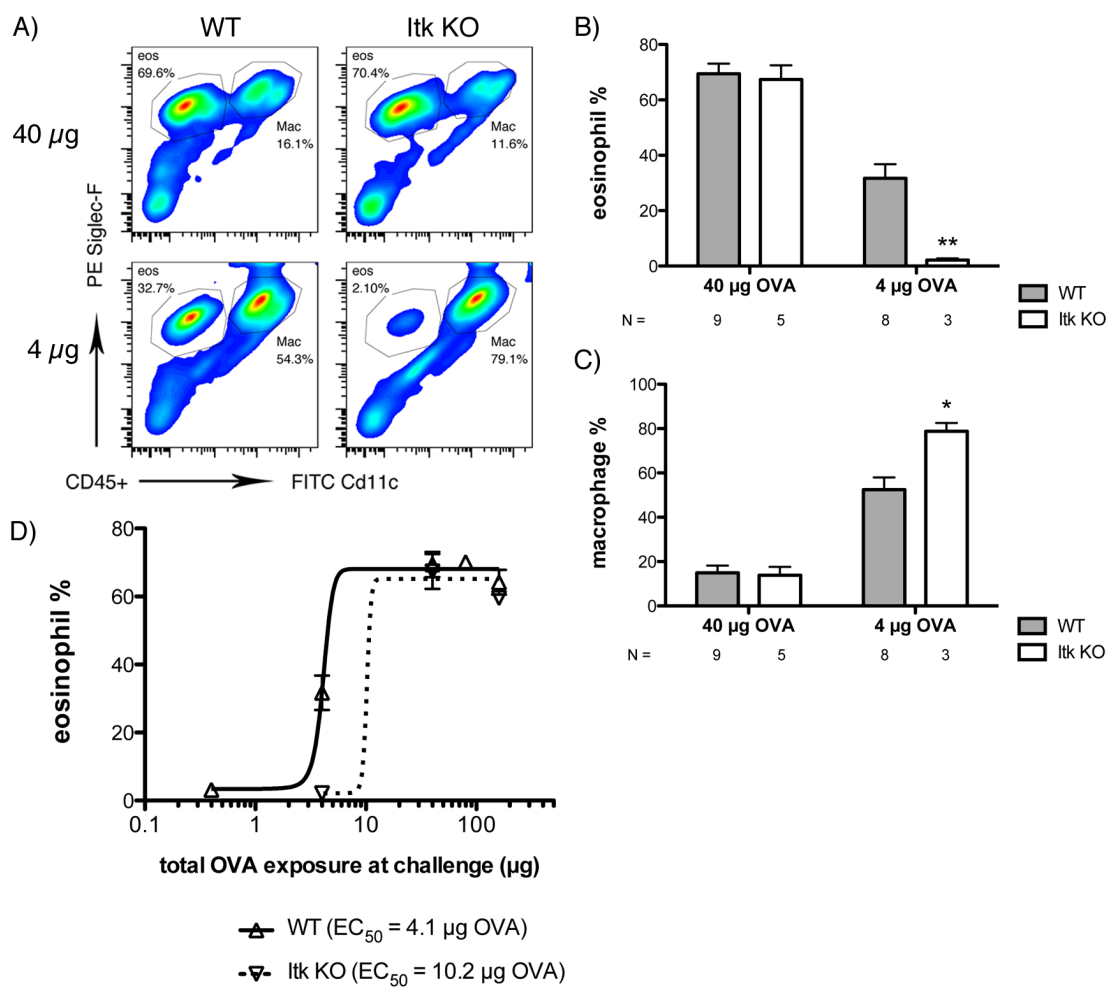 A)
WT
Itk KO
40 µg
eos
69.6%
Mac
16.1%
eos
70.4%
Mac
11.6%
4 µg
eos
32.7%
Mac
54.3%
eos
2.10%
Mac
79.1%
PE Siglec-F
CD45+
FITC Cd11c
B)
eosinophil %
80
60
40
20
0
**
40 µg OVA
4 µg OVA
N =
9
5
8
3
WT
Itk KO
C)
macrophage %
100
80
60
40
20
0
*
40 µg OVA
4 µg OVA
N =
9
5
8
3
WT
Itk KO
D)
eosinophil %
80
60
40
20
0
0.1
1
10
100
total OVA exposure at challenge (µg)
WT (EC50 = 4.1 µg OVA)
Itk KO (EC50 = 10.2 µg OVA)